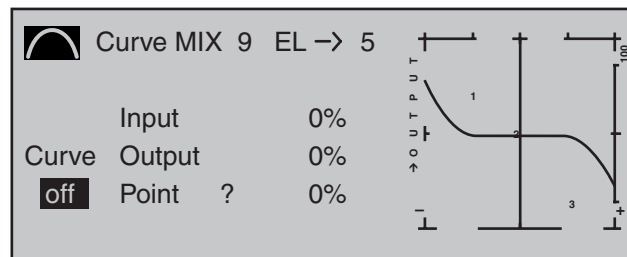 Curve MIX 9 EL –> 5
Input 0%
Curve Output 0%
off Point ? 0%
→ OUTPUT
100
1
2
3
– +